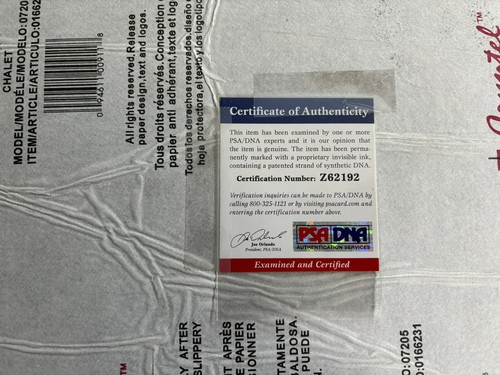 CHALET
MODEL/MODÈLE/MODELO:0720
ITEM/ARTICLE/ARTICULO:01662
All rights reserved. Release
paper design, text and logos.
Tous droits réservés. Conception d
papier anti adhérant, texte et log
Todos los derechos reservados. diseño d
hoja protectora, el texto y los logotipo
Certificate of Authenticity
This item has been examined by one or more
PSA/DNA experts and it is our opinion that
the item is genuine. The item has been perma-
nently marked with a proprietary invisible ink,
containing a patented strand of synthetic DNA.
Certification Number: Z62192
Verification inquiries can be made to PSA/DNA by
calling 800-325-1121 or by visiting psacard.com and
entering the certification number above.
Joe Orlando
President, PSA/DNA
PSA DNA
AUTHENTICATION SERVICES
Examined and Certified
Y AFTER
SLIPPERY
T APRÈS
E PAPIER
SIONNER.
TAMENTE
BALDOSA.
PUEDE
O:07205
O:0166231